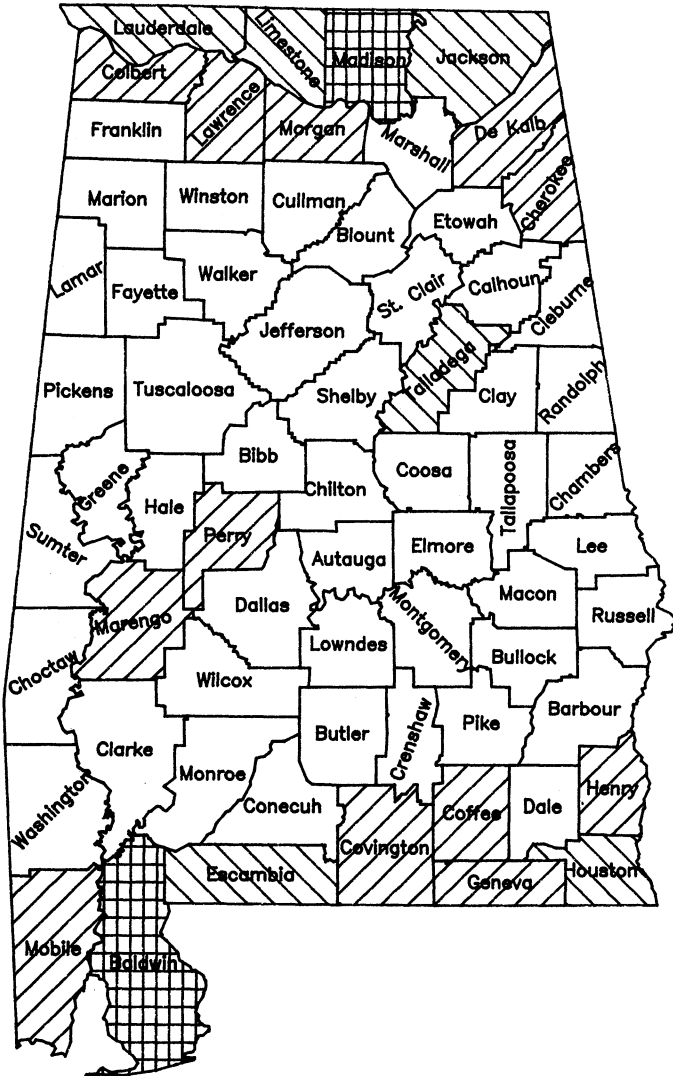 Lauderdale
Limestone
Madison
Jackson
Colbert
Lawrence
Franklin
Morgan
Marshall
De Kalb
Cherokee
Marion
Winston
Cullman
Blount
Etowah
Lamar
Fayette
Walker
St. Clair
Calhoun
Cleburne
Jefferson
Talladega
Pickens
Tuscaloosa
Shelby
Clay
Randolph
Greene
Hale
Bibb
Chilton
Coosa
Tallapoosa
Chambers
Sumter
Perry
Autauga
Elmore
Lee
Marengo
Dallas
Lowndes
Montgomery
Macon
Russell
Choctaw
Wilcox
Bullock
Clarke
Monroe
Butler
Crenshaw
Pike
Barbour
Washington
Conecuh
Covington
Coffee
Dale
Henry
Escambia
Geneva
Houston
Mobile
Baldwin